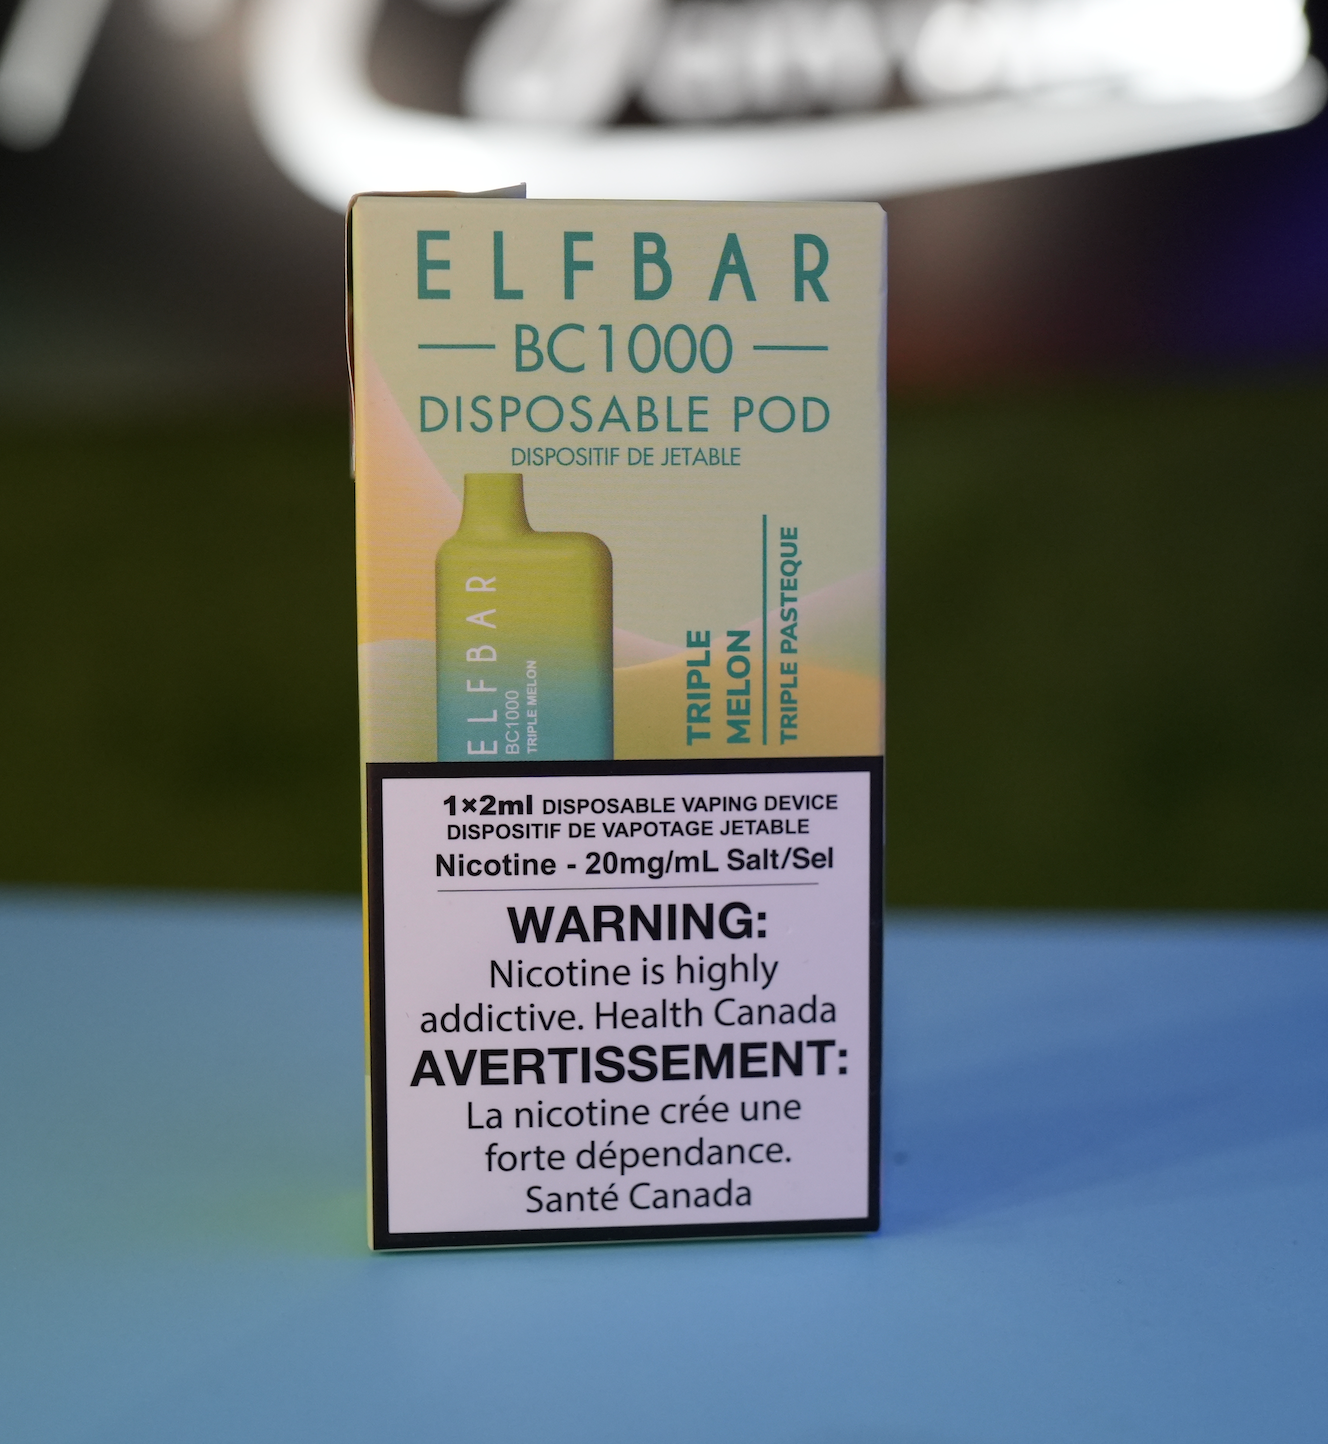 ELFBAR
BC1000
DISPOSABLE POD
DISPOSITIF DE JETABLE
ELFBAR
BC1000
TRIPLE MELON
TRIPLE
MELON
TRIPLE PASTEQUE
1×2ml DISPOSABLE VAPING DEVICE
DISPOSITIF DE VAPOTAGE JETABLE
Nicotine - 20mg/mL Salt/Sel
WARNING:
Nicotine is highly
addictive. Health Canada
AVERTISSEMENT:
La nicotine crée une
forte dépendance.
Santé Canada